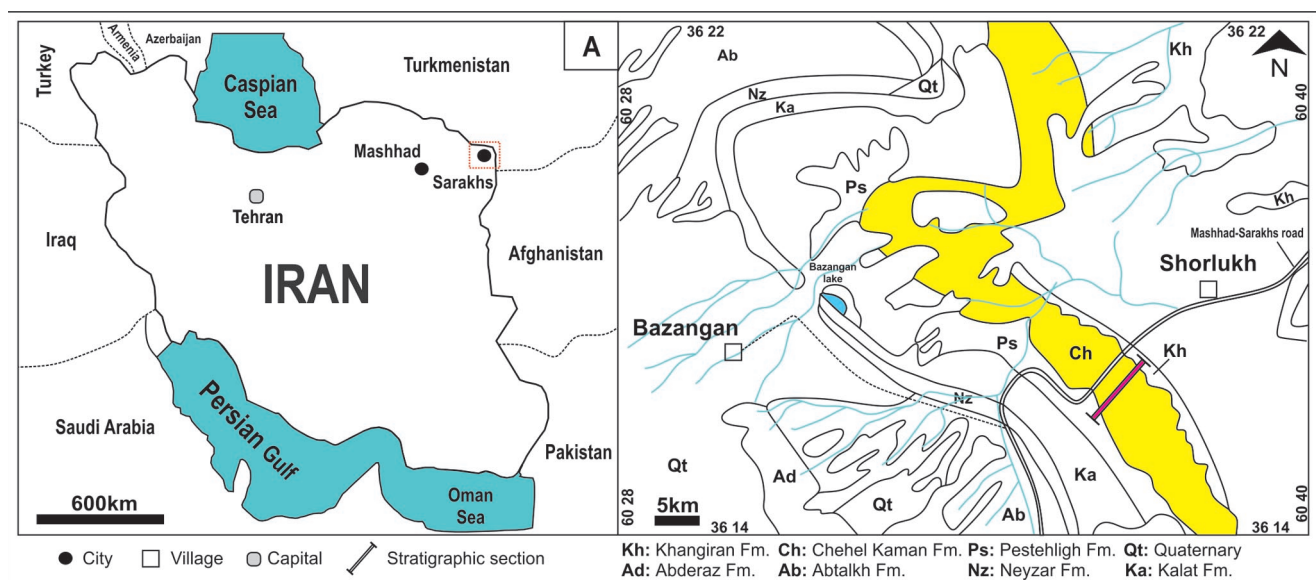 A
Turkey
Armenia
Azerbaijan
Caspian
Sea
Turkmenistan
Mashhad
Sarakhs
Tehran
Iraq
Afghanistan
IRAN
Saudi Arabia
Persian Gulf
Pakistan
Oman
Sea
600km
City
Village
Capital
Stratigraphic section
36 22
36 22
N
60 28
60 40
Ab
Kh
Nz
Qt
Ka
Ps
Kh
Mashhad-Sarakhs road
Bazangan
lake
Shorlukh
Bazangan
Ps
Ch
Kh
Nz
Qt
Ad
Ka
Qt
Ab
60 28
60 40
5km
36 14
36 14
Kh: Khangiran Fm. Ch: Chehel Kaman Fm. Ps: Pestehligh Fm. Qt: Quaternary
Ad: Abderaz Fm. Ab: Abtalkh Fm. Nz: Neyzar Fm. Ka: Kalat Fm.